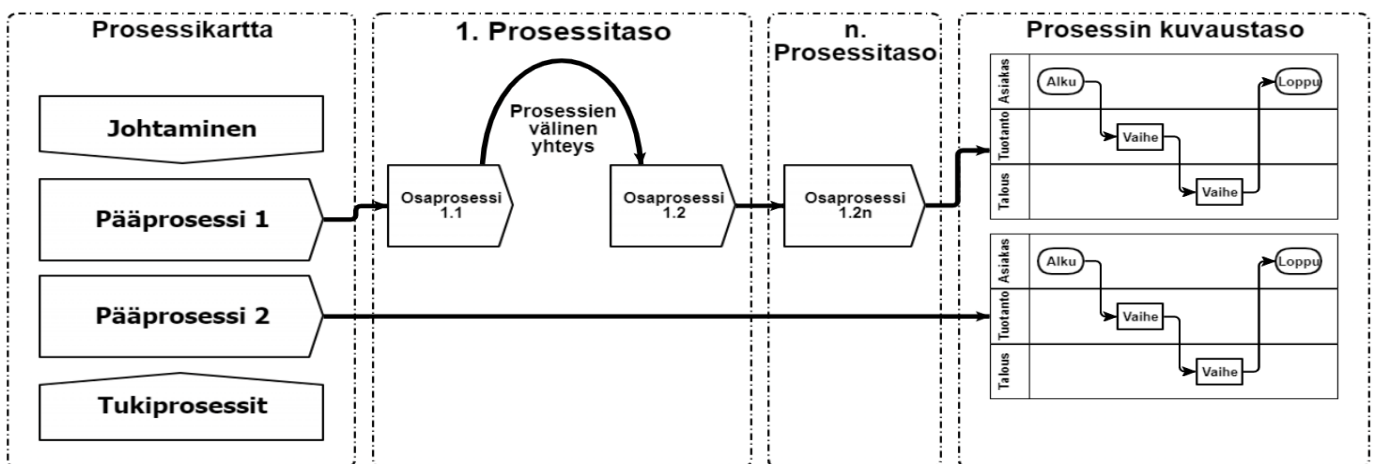 Prosessikartta
Johtaminen
Pääprosessi 1
Pääprosessi 2
Tukiprosessit
1. Prosessitaso
Prosessien
välinen
yhteys
Osaprosessi
1.1
Osaprosessi
1.2
n.
Prosessitaso
Osaprosessi
1.2n
Prosessin kuvaustaso
Asiakas
Alku
Loppu
Tuotanto
Vaihe
Talous
Vaihe
Asiakas
Alku
Loppu
Tuotanto
Vaihe
Talous
Vaihe